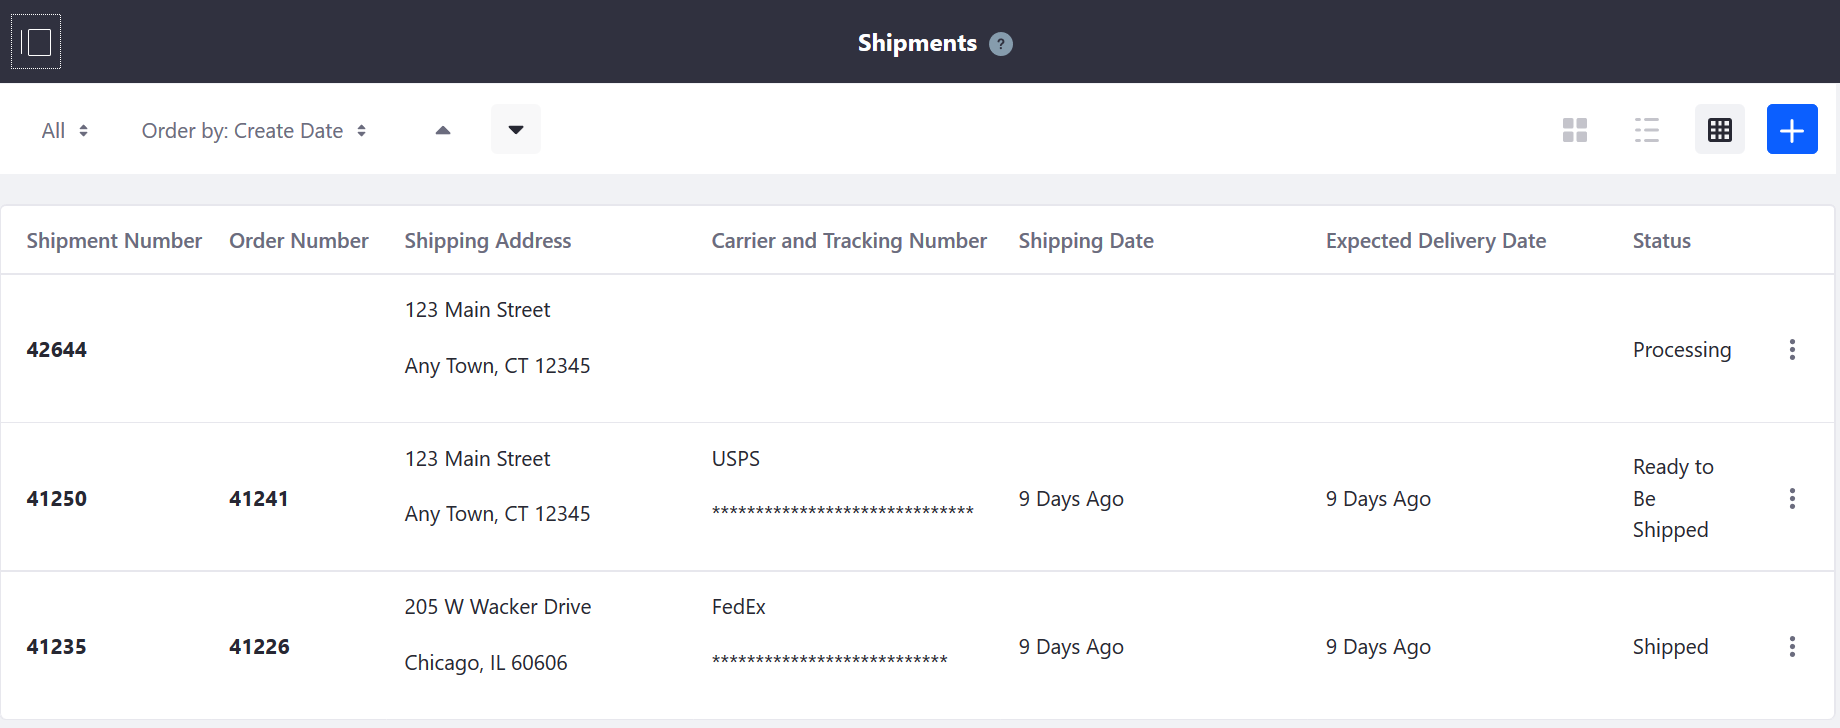 Shipments ?
All Order by: Create Date
Shipment Number Order Number Shipping Address Carrier and Tracking Number Shipping Date Expected Delivery Date Status
42644 123 Main Street
Any Town, CT 12345 Processing
41250 41241 123 Main Street
Any Town, CT 12345 USPS
****************************** 9 Days Ago 9 Days Ago Ready to
Be
Shipped
41235 41226 205 W Wacker Drive
Chicago, IL 60606 FedEx
*************************** 9 Days Ago 9 Days Ago Shipped